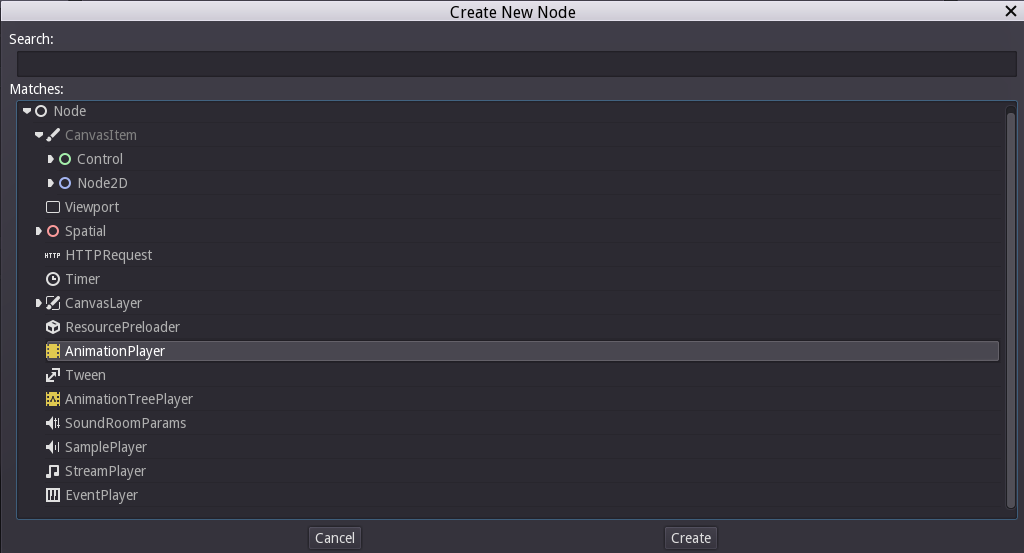 Create New Node
Search:
Matches:
Node
CanvasItem
Control
Node2D
Viewport
Spatial
HTTP HTTPRequest
Timer
CanvasLayer
ResourcePreloader
AnimationPlayer
Tween
AnimationTreePlayer
SoundRoomParams
SamplePlayer
StreamPlayer
EventPlayer
Cancel Create